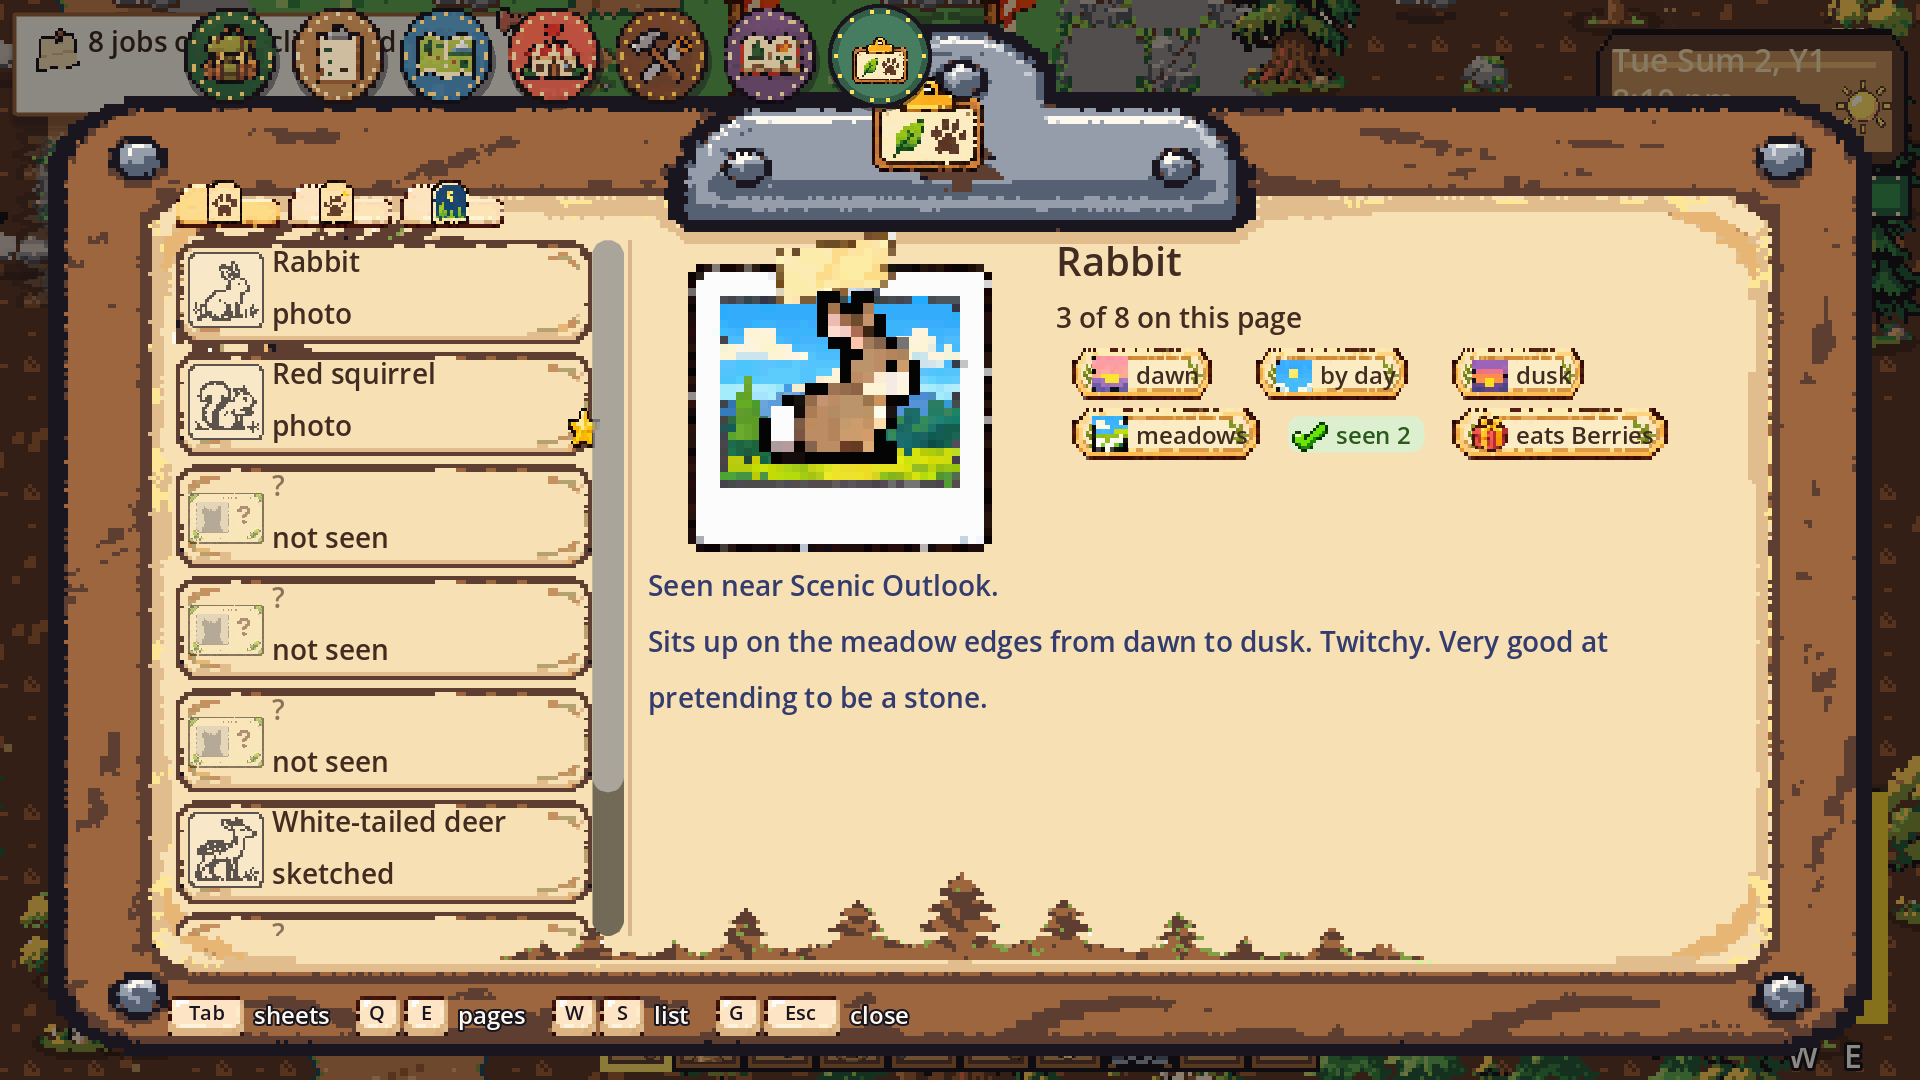 8 jobs
Tue Sum 2, Y1
Rabbit
photo
Red squirrel
photo
?
not seen
?
not seen
?
not seen
White-tailed deer
sketched
?
Rabbit
3 of 8 on this page
dawn
by day
dusk
meadows
seen 2
eats Berries
Seen near Scenic Outlook.
Sits up on the meadow edges from dawn to dusk. Twitchy. Very good at
pretending to be a stone.
Tab sheets Q E pages W S list G Esc close
W E